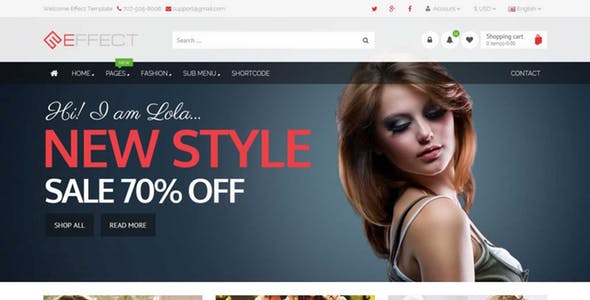 Welcome Effect Template 707-505-8008 support@gmail.com Account $ USD English
EFFECT Search 0 Shopping cart
0 item(s)-0.00
NEW
HOME PAGES FASHION SUB MENU SHORTCODE CONTACT
Hi! I am Lola...
NEW STYLE
SALE 70% OFF
SHOP ALL READ MORE